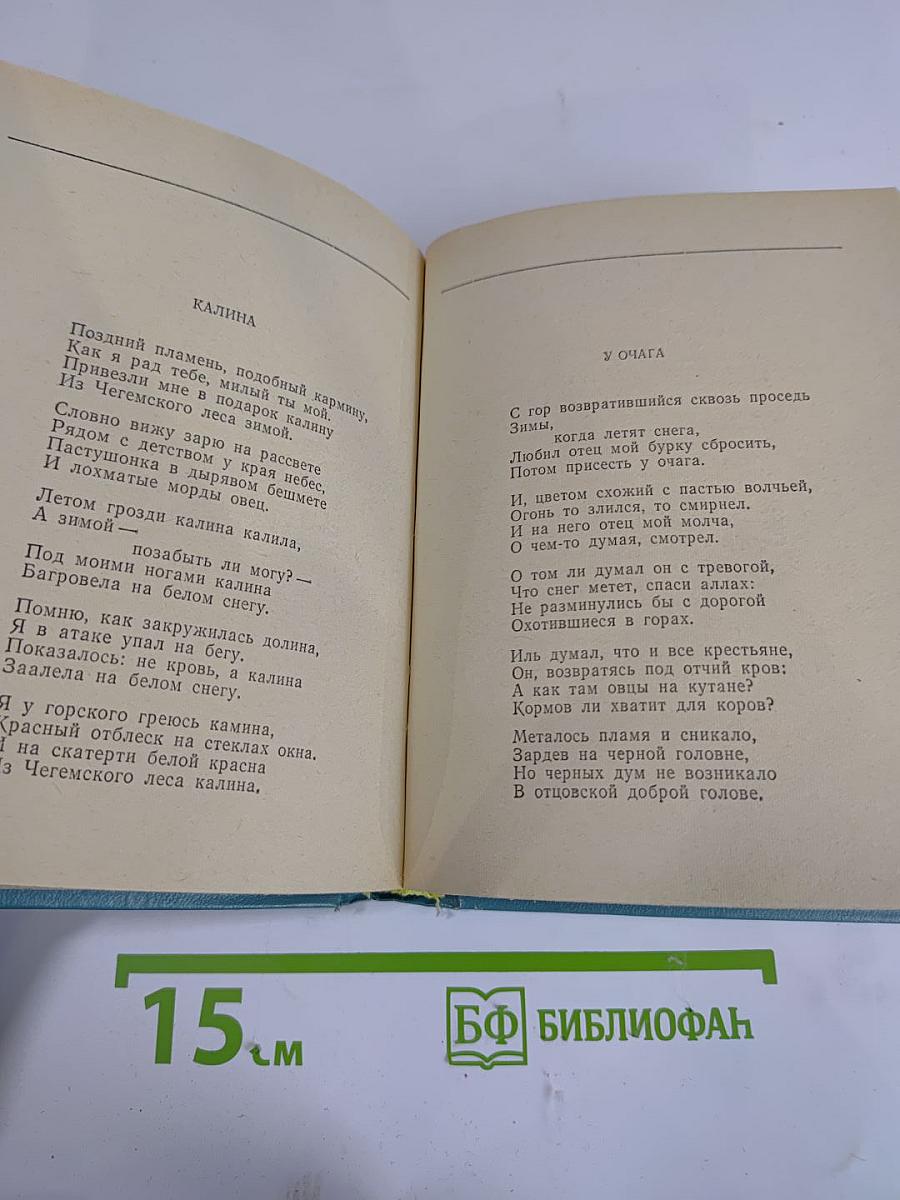 КАЛИНА
Поздний пламень, подобный кармину,
Как я рад тебе, милый ты мой.
Привезли мне в подарок калину
Из Чегемского леса зимой.
Словно вижу зарю на рассвете
Рядом с детством у края небес,
Пастушонка в дырявом бешмете
И лохматые морды овец.
Летом грозди калина калила,
А зимой —
позабыть ли могу? —
Под моими ногами калина
Багровела на белом снегу.
Помню, как закружилась долина,
Я в атаке упал на бегу.
Показалось: не кровь, а калина
Заалела на белом снегу.
Я у горского греюсь камина,
Красный отблеск на стеклах окна.
И на скатерти белой красна
Из Чегемского леса калина.
У ОЧАГА
С гор возвратившийся сквозь проседь
Зимы,
когда летят снега,
Любил отец мой бурку сбросить,
Потом присесть у очага.
И, цветом схожий с пастью волчьей,
Огонь то злился, то смирнел.
И на него отец мой молча,
О чем-то думая, смотрел.
О том ли думал он с тревогой,
Что снег метет, спаси аллах:
Не разминулись бы с дорогой
Охотившиеся в горах.
Иль думал, что и все крестьяне,
Он, возвратясь под отчий кров:
А как там овцы на кутане?
Кормов ли хватит для коров?
Металось пламя и сникало,
Зардев на черной головне,
Но черных дум не возникало
В отцовской доброй голове.
15 см
БФ БИБЛИОФАН